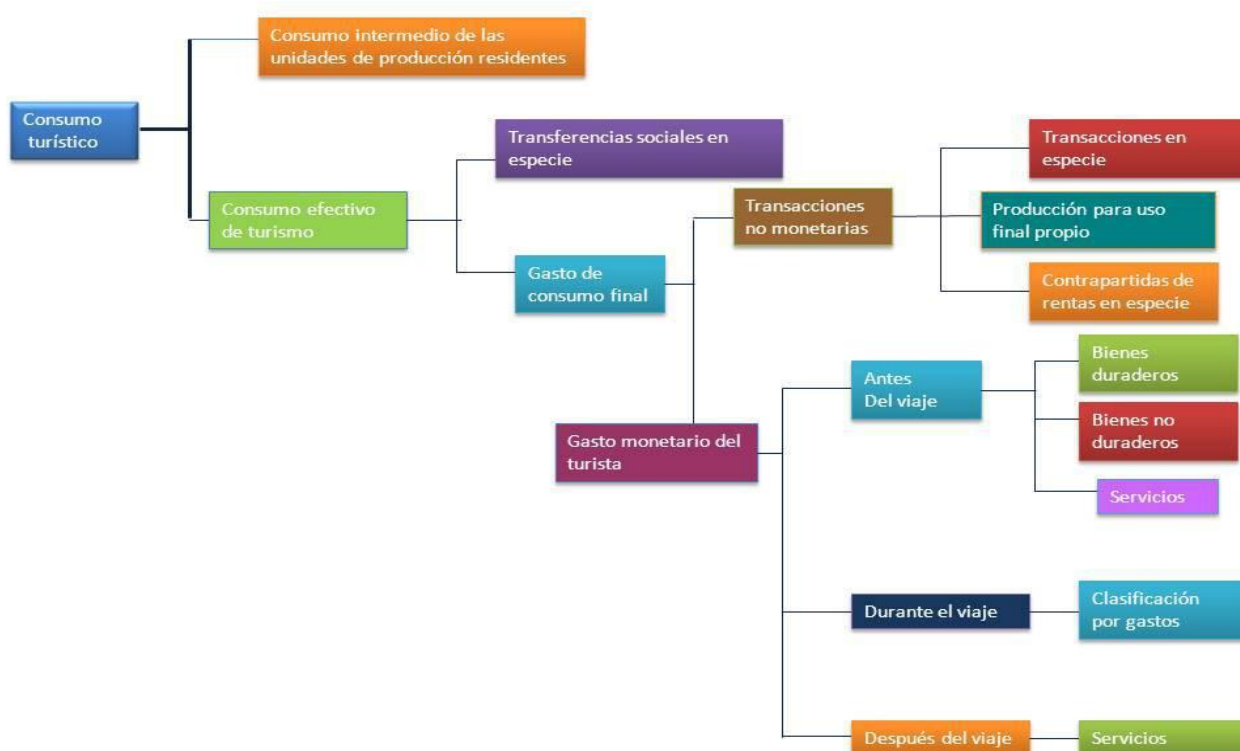 Consumo intermedio de las
unidades de producción residentes
Consumo
turístico
Transferencias sociales en
especie
Transacciones en
especie
Consumo efectivo
de turismo
Transacciones
no monetarias
Producción para uso
final propio
Gasto de
consumo final
Contrapartidas de
rentas en especie
Antes
Del viaje
Bienes
duraderos
Bienes no
duraderos
Gasto monetario del
turista
Servicios
Durante el viaje
Clasificación
por gastos
Después del viaje
Servicios